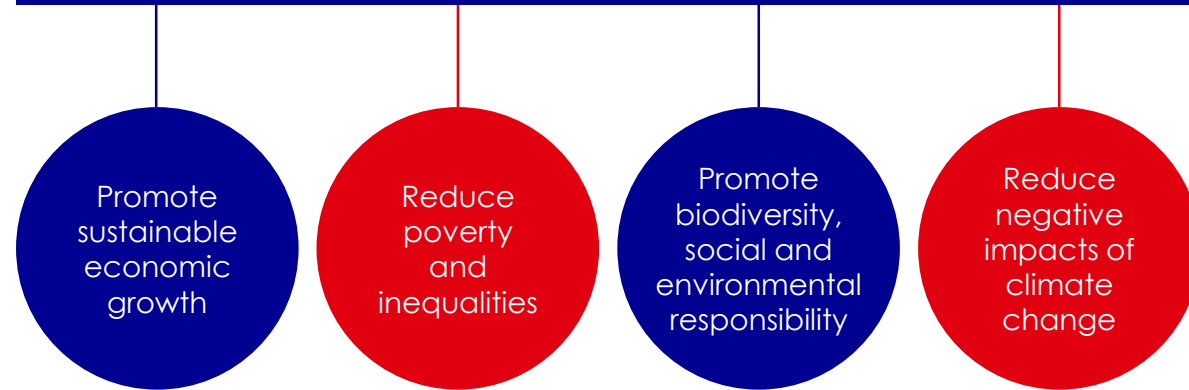 Promote
sustainable
economic
growth
Reduce
poverty
and
inequalities
Promote
biodiversity,
social and
environmental
responsibility
Reduce
negative
impacts of
climate
change